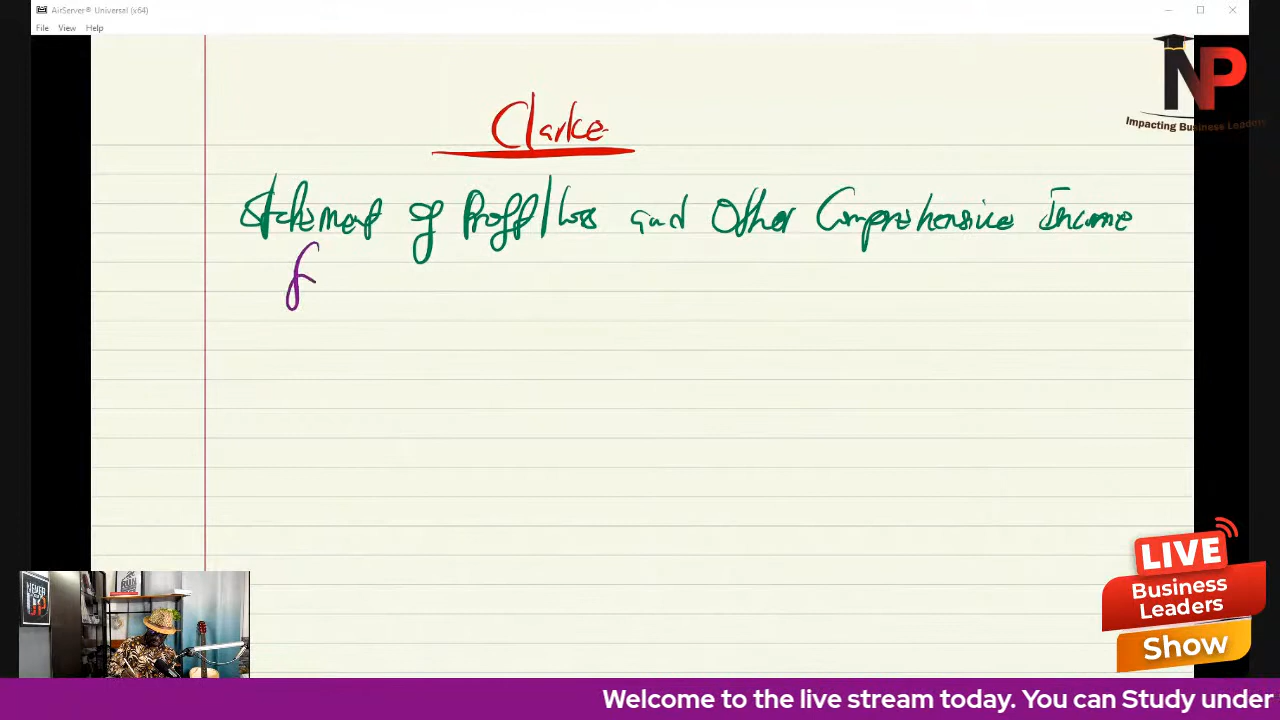 AirServer® Universal (x64)
File View Help
NP
Impacting Business Leaders
Clarke
Statement of Profit/Loss and Other Comprehensive Income
f
LIVE
Business
Leaders
Show
Welcome to the live stream today. You can Study under